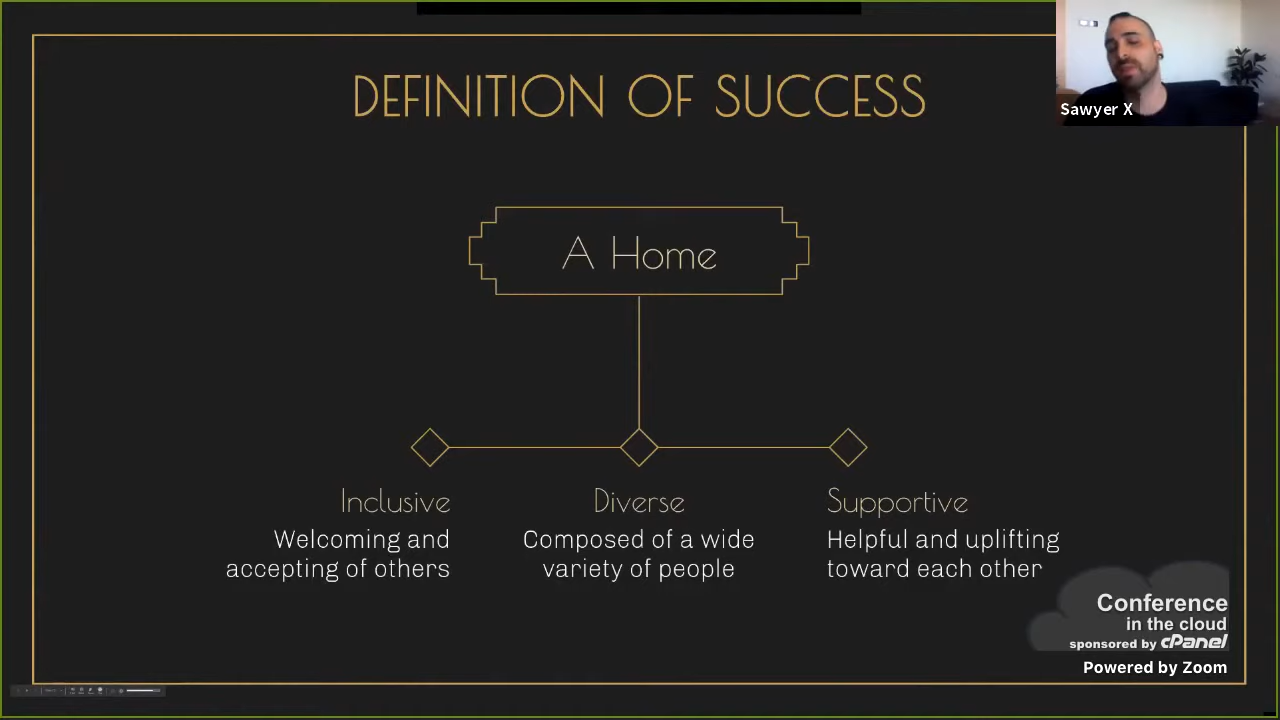 DEFINITION OF SUCCESS
Sawyer X
A Home
Inclusive
Welcoming and
accepting of others
Diverse
Composed of a wide
variety of people
Supportive
Helpful and uplifting
toward each other
Conference
in the cloud
sponsored by cPanel
Powered by Zoom